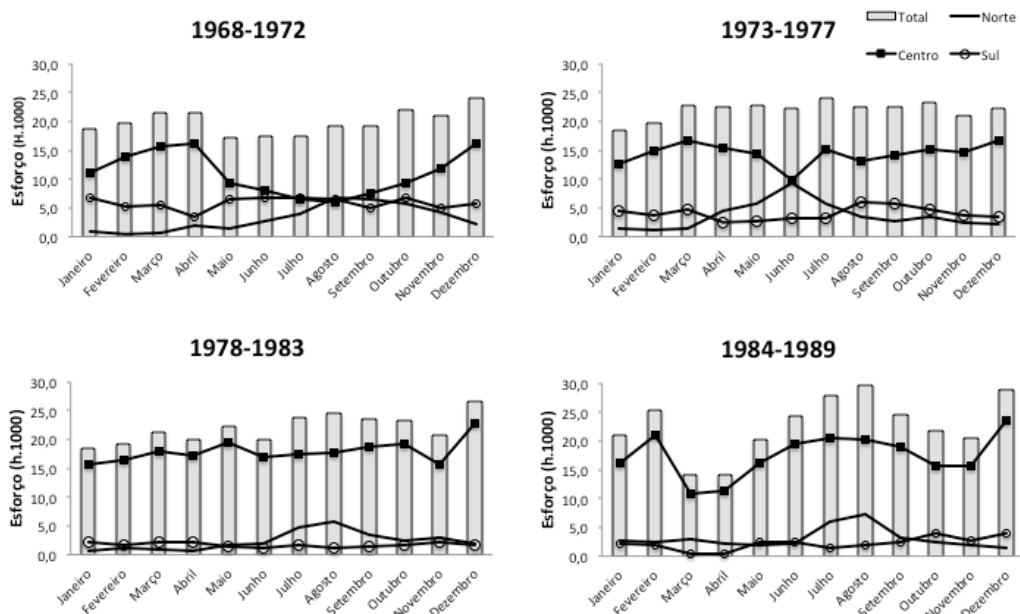 1968-1972
30,0
25,0
20,0
15,0
10,0
5,0
0,0
Esforço (H.1000)
Janeiro
Fevereiro
Março
Abril
Maio
Junho
Julho
Agosto
Setembro
Outubro
Novembro
Dezembro
1973-1977
Total
Norte
Centro
Sul
30,0
25,0
20,0
15,0
10,0
5,0
0,0
Esforço (h.1000)
Janeiro
Fevereiro
Março
Abril
Maio
Junho
Julho
Agosto
Setembro
Outubro
Novembro
Dezembro
1978-1983
30,0
25,0
20,0
15,0
10,0
5,0
0,0
Esforço (h.1000)
Janeiro
Fevereiro
Março
Abril
Maio
Junho
Julho
Agosto
Setembro
Outubro
Novembro
Dezembro
1984-1989
30,0
25,0
20,0
15,0
10,0
5,0
0,0
Esforço (h.1000)
Janeiro
Fevereiro
Março
Abril
Maio
Junho
Julho
Agosto
Setembro
Outubro
Novembro
Dezembro